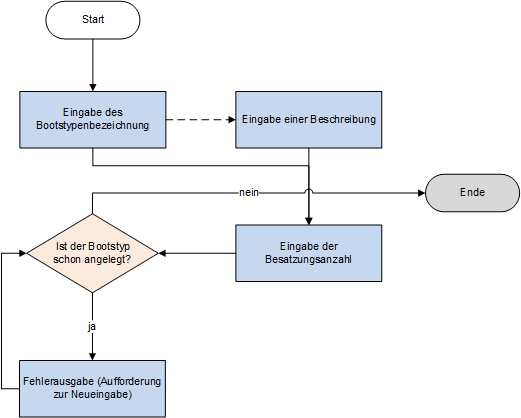 Start
Eingabe des
Bootstypenbezeichnung
Eingabe einer Beschreibung
nein
Ende
Ist der Bootstyp
schon angelegt?
Eingabe der
Besatzungsanzahl
ja
Fehlerausgabe (Aufforderung
zur Neueingabe)